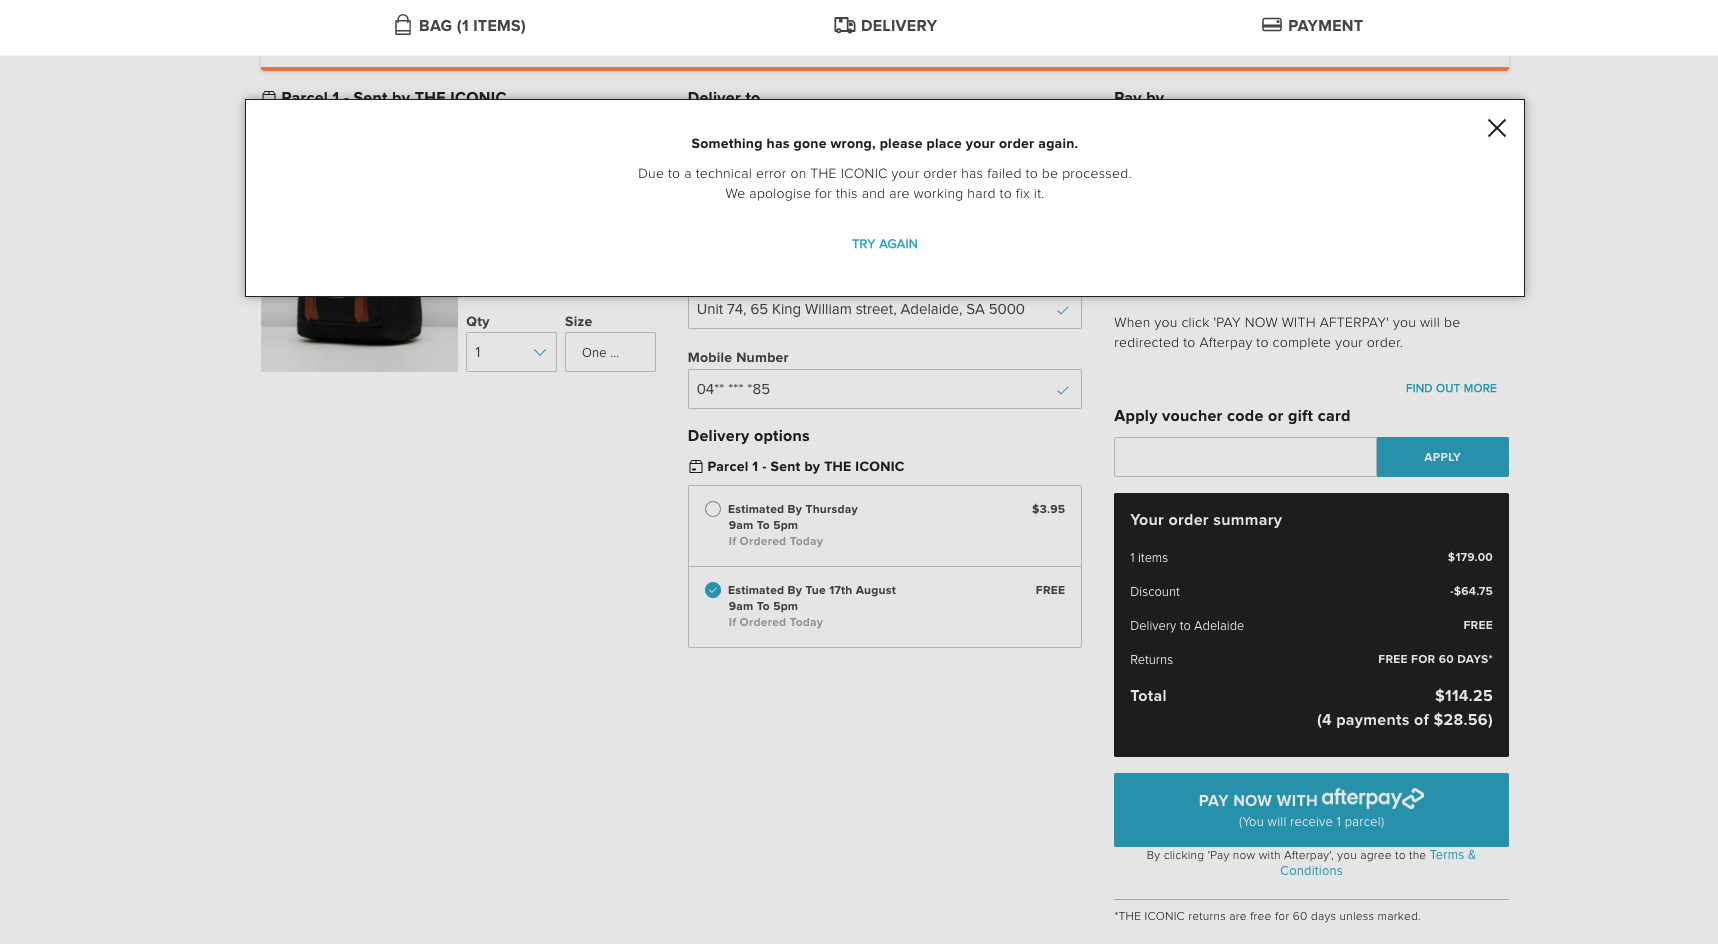 BAG (1 ITEMS)
DELIVERY
PAYMENT
Parcel 1 - Sent by THE ICONIC
Deliver to
Pay by
Something has gone wrong, please place your order again.
Due to a technical error on THE ICONIC your order has failed to be processed.
We apologise for this and are working hard to fix it.
TRY AGAIN
Qty
Size
1
One ...
Unit 74, 65 King William street, Adelaide, SA 5000
Mobile Number
04** *** *85
Delivery options
Parcel 1 - Sent by THE ICONIC
Estimated By Thursday
$3.95
9am To 5pm
If Ordered Today
Estimated By Tue 17th August
FREE
9am To 5pm
If Ordered Today
When you click 'PAY NOW WITH AFTERPAY' you will be
redirected to Afterpay to complete your order.
FIND OUT MORE
Apply voucher code or gift card
APPLY
Your order summary
1 items
$179.00
Discount
-$64.75
Delivery to Adelaide
FREE
Returns
FREE FOR 60 DAYS*
Total
$114.25
(4 payments of $28.56)
PAY NOW WITH afterpay
(You will receive 1 parcel)
By clicking 'Pay now with Afterpay', you agree to the Terms &
Conditions
*THE ICONIC returns are free for 60 days unless marked.